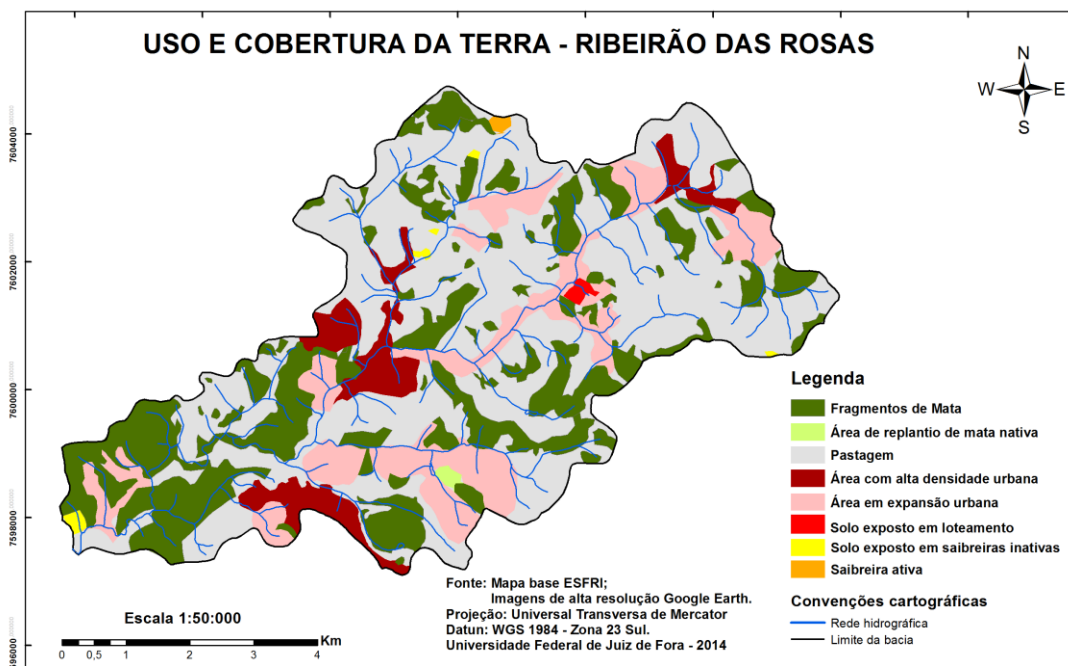 USO E COBERTURA DA TERRA - RIBEIRÃO DAS ROSAS
N
W E
S
7604000
7602000
7600000
7598000
Legenda
Fragmentos de Mata
Área de replantio de mata nativa
Pastagem
Área com alta densidade urbana
Área em expansão urbana
Solo exposto em loteamento
Solo exposto em saibreiras inativas
Saibreira ativa
Convenções cartográficas
Rede hidrográfica
Limite da bacia
Fonte: Mapa base ESFRI;
Imagens de alta resolução Google Earth.
Projeção: Universal Transversa de Mercator
Datun: WGS 1984 - Zona 23 Sul.
Universidade Federal de Juiz de Fora - 2014
Escala 1:50:000
Km
0 0,5 1 2 3 4